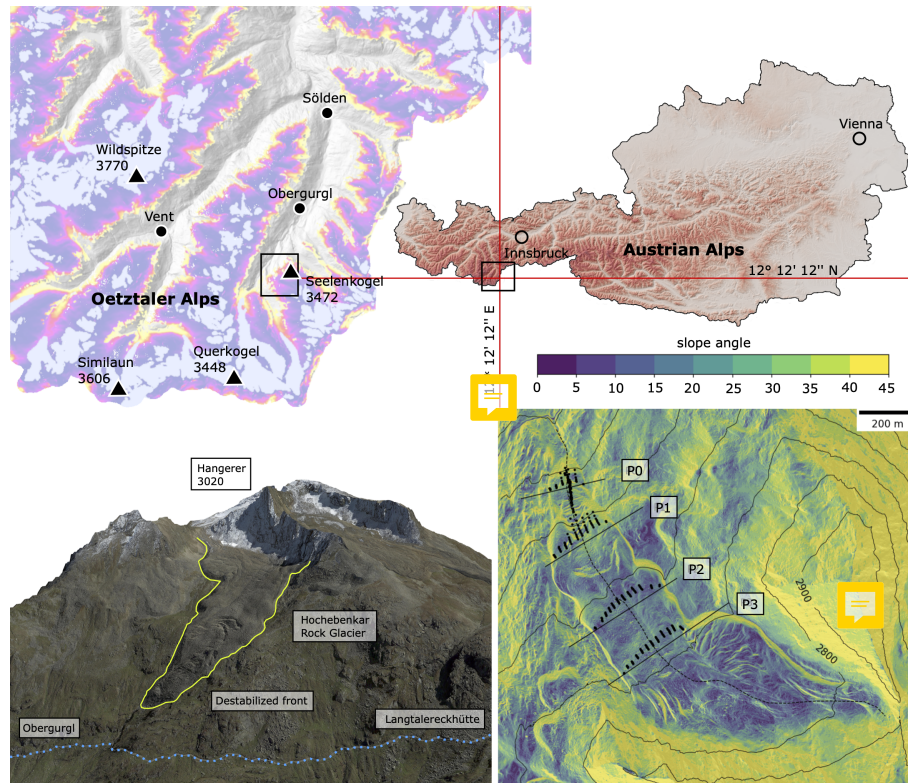 Sölden
Wildspitze
3770
Obergurgl
Vent
Seelenkogel
3472
Oetztaler Alps
Querkogel
3448
Similaun
3606
Vienna
Innsbruck
Austrian Alps
12° 12' 12'' N
12' 12'' E
slope angle
0 5 10 15 20 25 30 35 40 45
200 m
Hangerer
3020
Hochebenkar
Rock Glacier
Destabilized front
Langtalereckhütte
Obergurgl
P0
P1
P2
P3
2900
2800